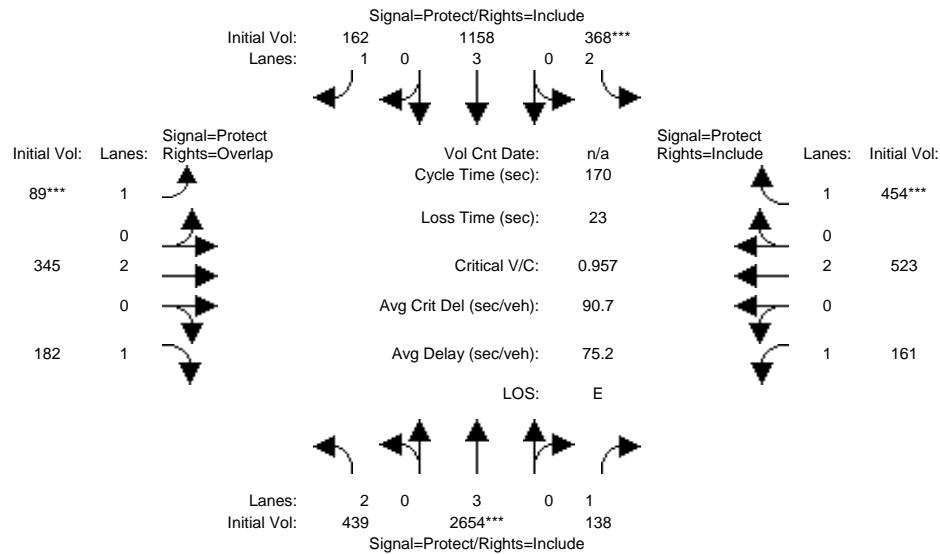 Signal=Protect/Rights=Include
Initial Vol: 162 1158 368***
Lanes: 1 0 3 0 2
Signal=Protect Signal=Protect
Initial Vol: Lanes: Rights=Overlap Vol Cnt Date: n/a Rights=Include Lanes: Initial Vol:
Cycle Time (sec): 170
89*** 1 1 454***
Loss Time (sec): 23
0 0
345 2 Critical V/C: 0.957 2 523
0 Avg Crit Del (sec/veh): 90.7 0
182 1 Avg Delay (sec/veh): 75.2 1 161
LOS: E
Lanes: 2 0 3 0 1
Initial Vol: 439 2654*** 138
Signal=Protect/Rights=Include